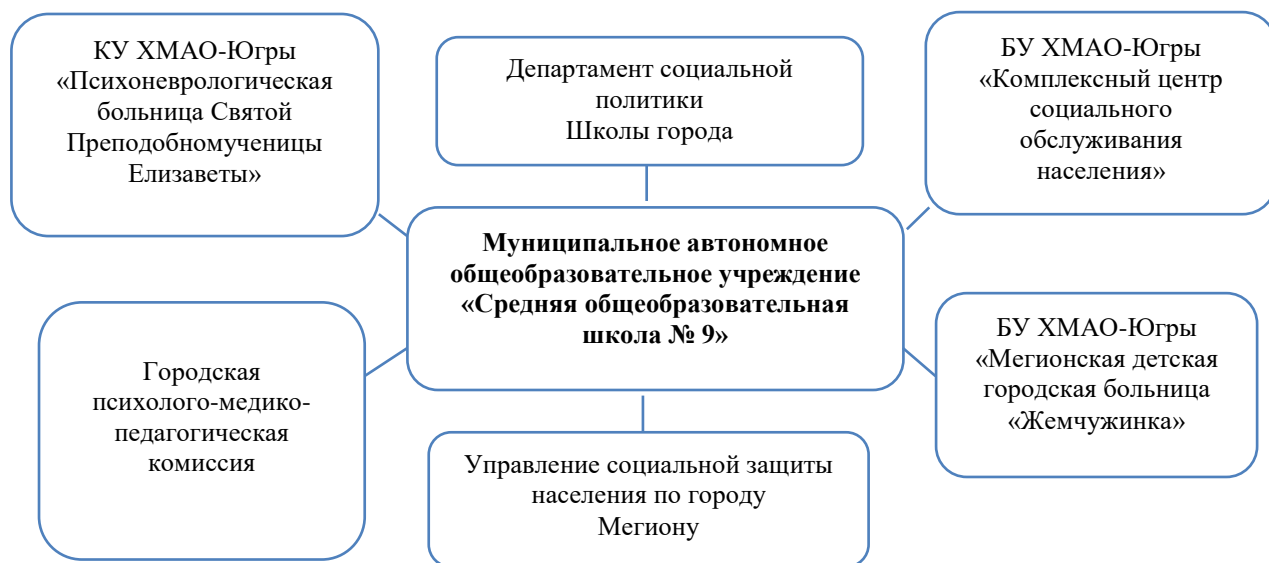 КУ ХМАО-Югры
«Психоневрологическая
больница Святой
Преподобномученицы
Елизаветы»
Департамент социальной
политики
Школы города
БУ ХМАО-Югры
«Комплексный центр
социального
обслуживания
населения»
Муниципальное автономное
общеобразовательное учреждение
«Средняя общеобразовательная
школа № 9»
Городская
психолого-медико-
педагогическая
комиссия
Управление социальной защиты
населения по городу
Мегиону
БУ ХМАО-Югры
«Мегионская детская
городская больница
«Жемчужинка»